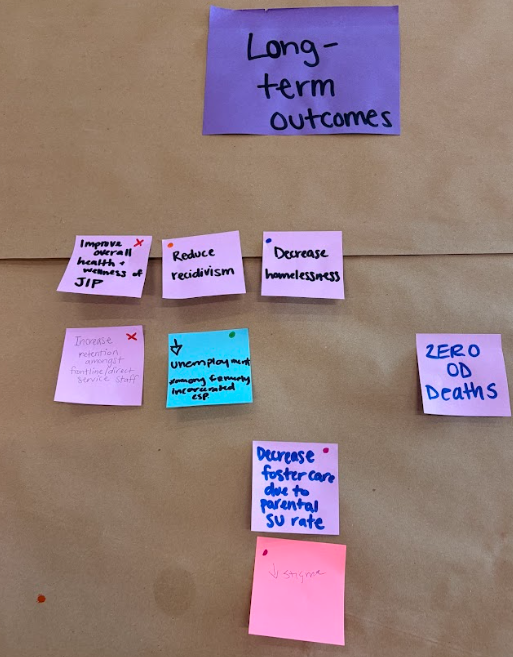 Long-
term
outcomes
Improve
overall
health +
wellness of
JIP
Reduce
recidivism
Decrease
homelessness
Increase
retention
amongst
frontline/direct
service staff
↓
unemployment
among formerly
incarcerated
ZERO
OD
Deaths
Decrease
foster care
due to
parental
SU rate
↓ stigma